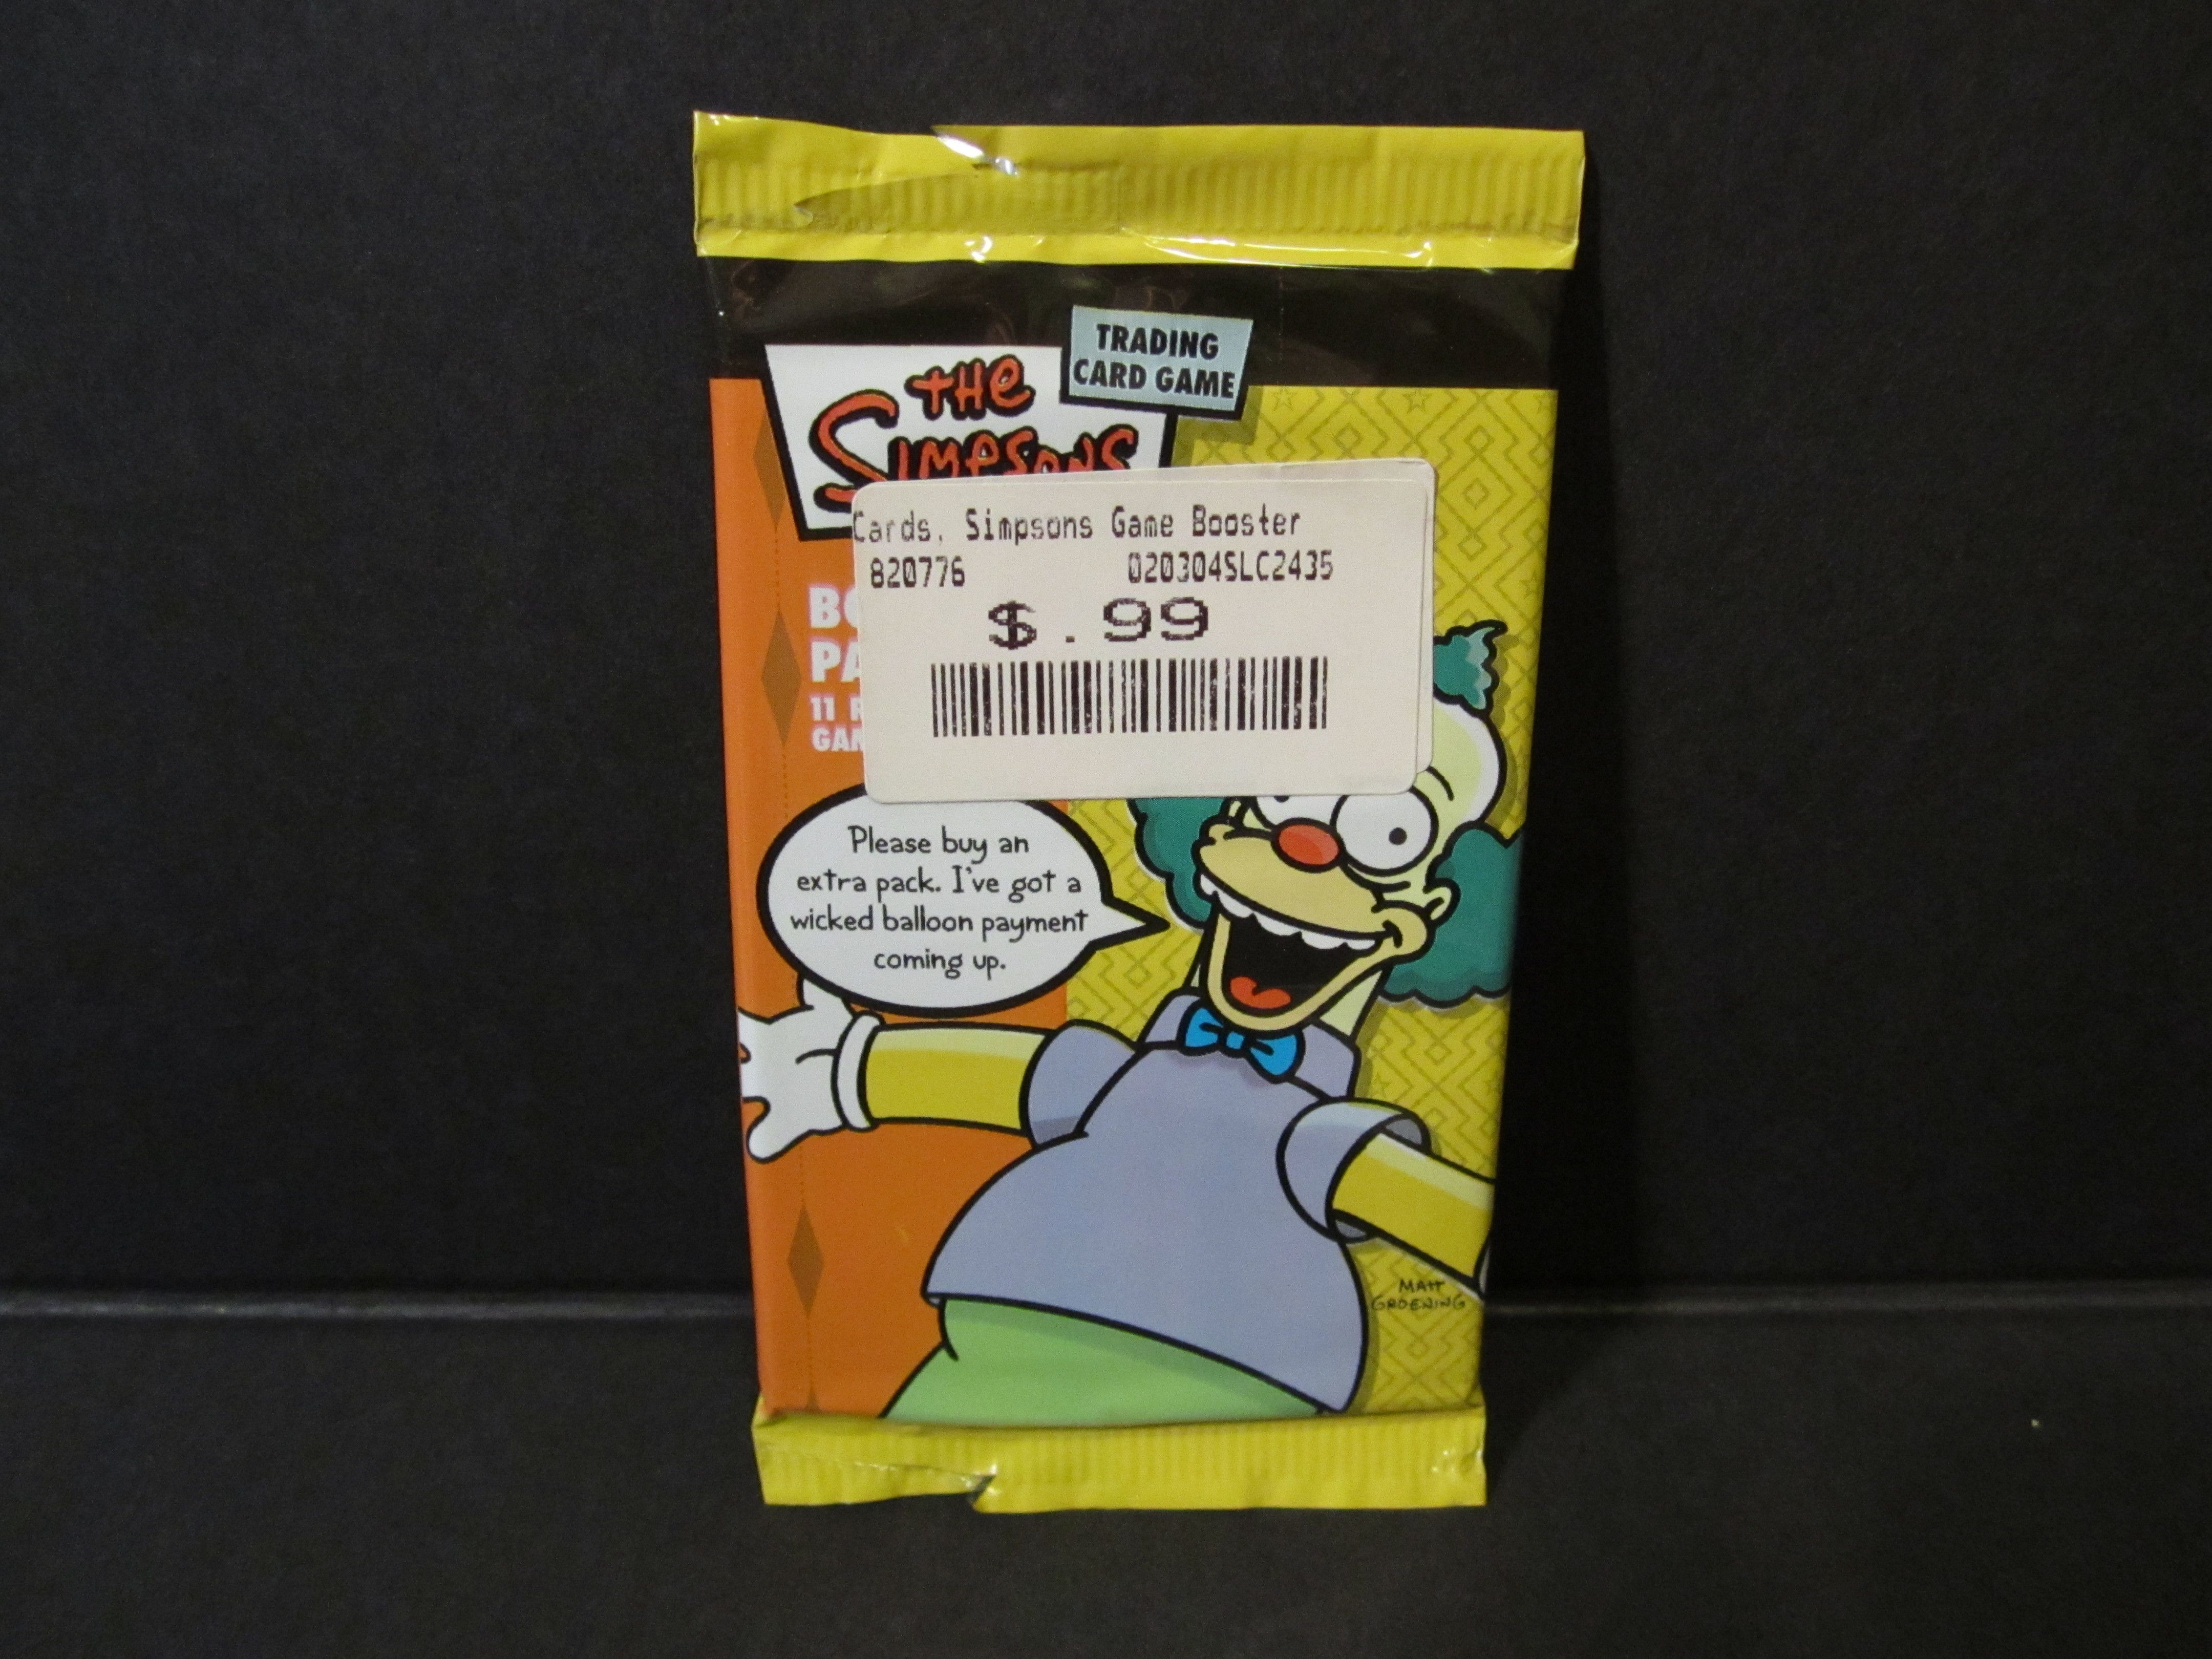 TRADING
CARD GAME
THE
SIMPSONS
Cards, Simpsons Game Booster
820776 020304SLC2435
$.99
11
Please buy an
extra pack. I've got a
wicked balloon payment
coming up.
MATT
GROENING